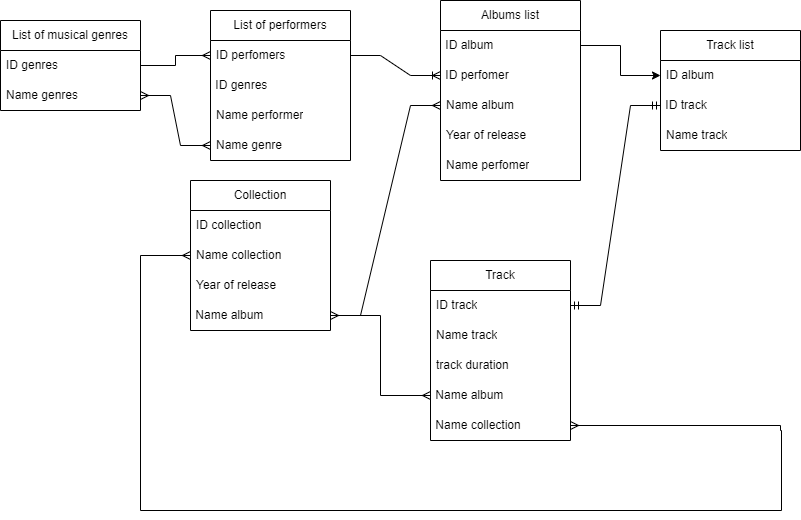 List of musical genres
ID genres
Name genres
List of performers
ID perfomers
ID genres
Name performer
Name genre
Albums list
ID album
ID perfomer
Name album
Year of release
Name perfomer
Track list
ID album
ID track
Name track
Collection
ID collection
Name collection
Year of release
Name album
Track
ID track
Name track
track duration
Name album
Name collection